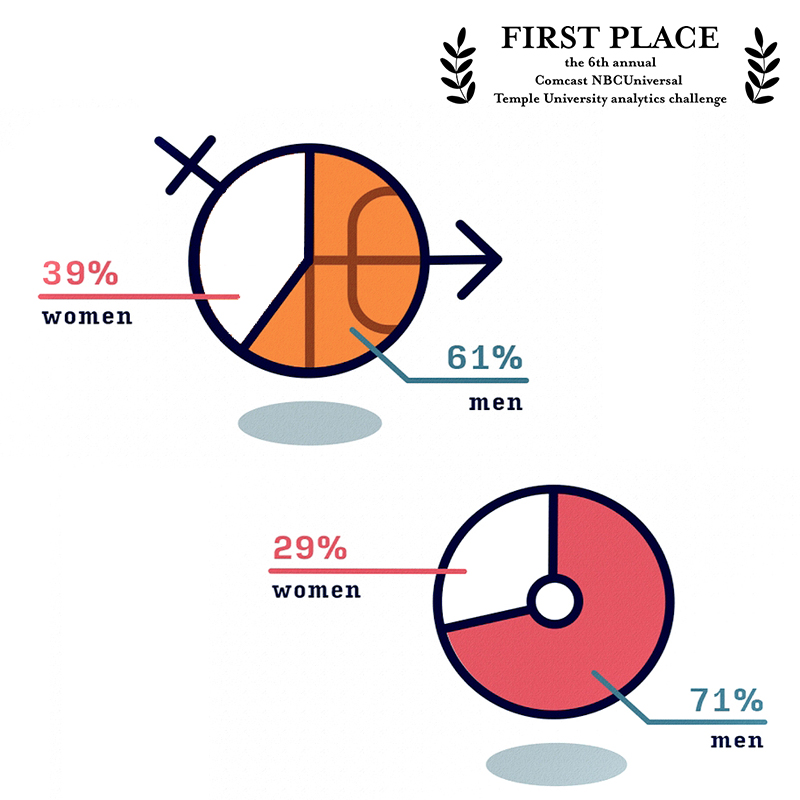 FIRST PLACE
the 6th annual
Comcast NBCUniversal
Temple University analytics challenge
39%
women
61%
men
29%
women
71%
men